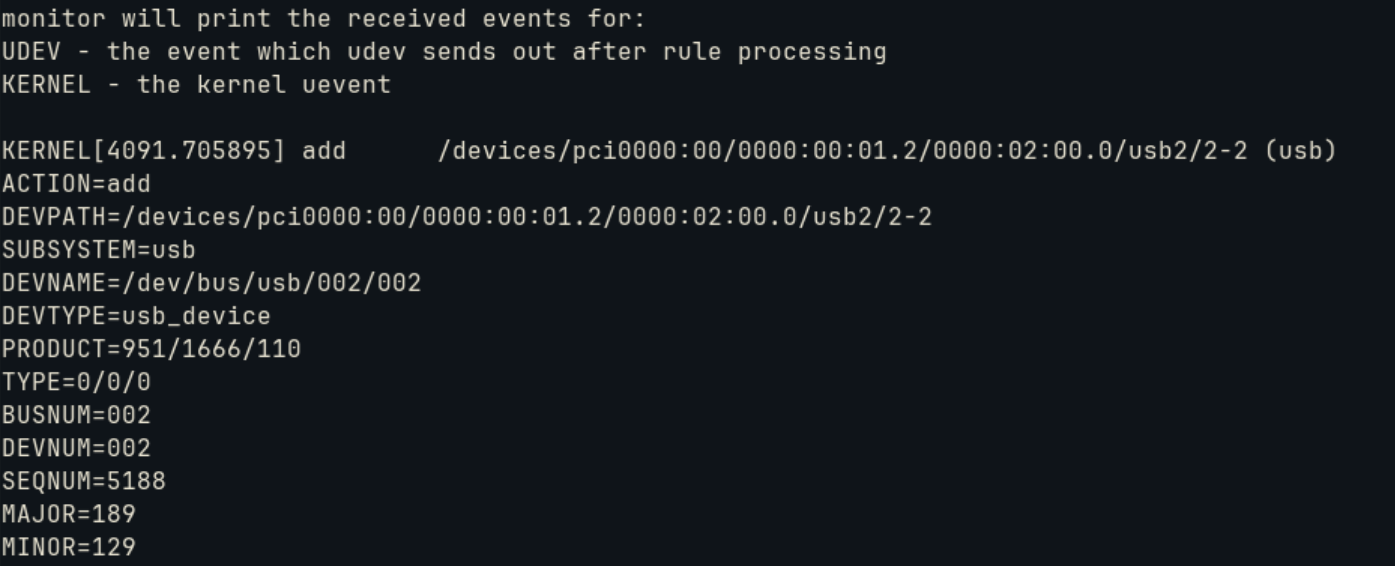 monitor will print the received events for:
UDEV - the event which udev sends out after rule processing
KERNEL - the kernel uevent

KERNEL[4091.705895] add      /devices/pci0000:00/0000:00:01.2/0000:02:00.0/usb2/2-2 (usb)
ACTION=add
DEVPATH=/devices/pci0000:00/0000:00:01.2/0000:02:00.0/usb2/2-2
SUBSYSTEM=usb
DEVNAME=/dev/bus/usb/002/002
DEVTYPE=usb_device
PRODUCT=951/1666/110
TYPE=0/0/0
BUSNUM=002
DEVNUM=002
SEQNUM=5188
MAJOR=189
MINOR=129